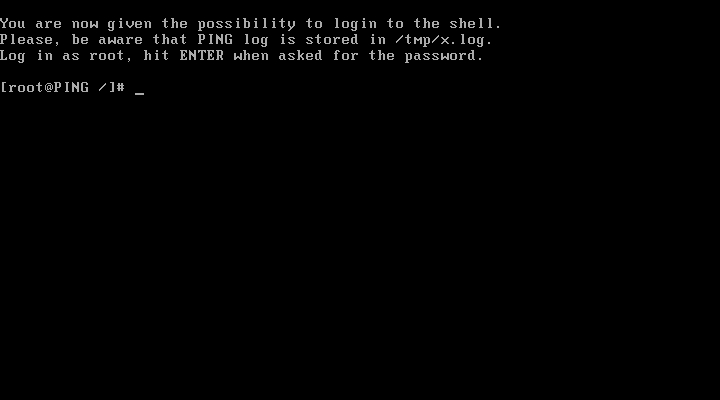 You are now given the possibility to login to the shell.
Please, be aware that PING log is stored in /tmp/x.log.
Log in as root, hit ENTER when asked for the password.
[root@PING /]# _